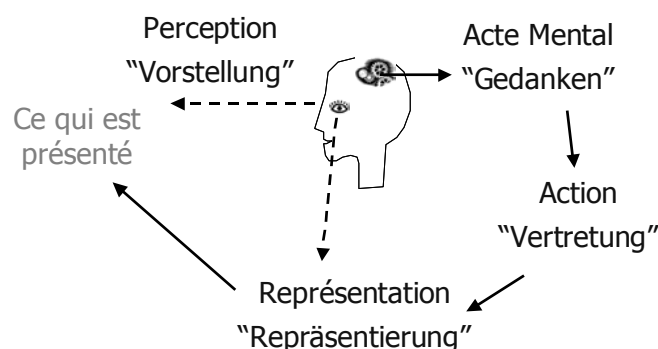 Perception
“Vorstellung”
Acte Mental
“Gedanken”
Ce qui est
présenté
Action
“Vertretung”
Représentation
“Repräsentierung”